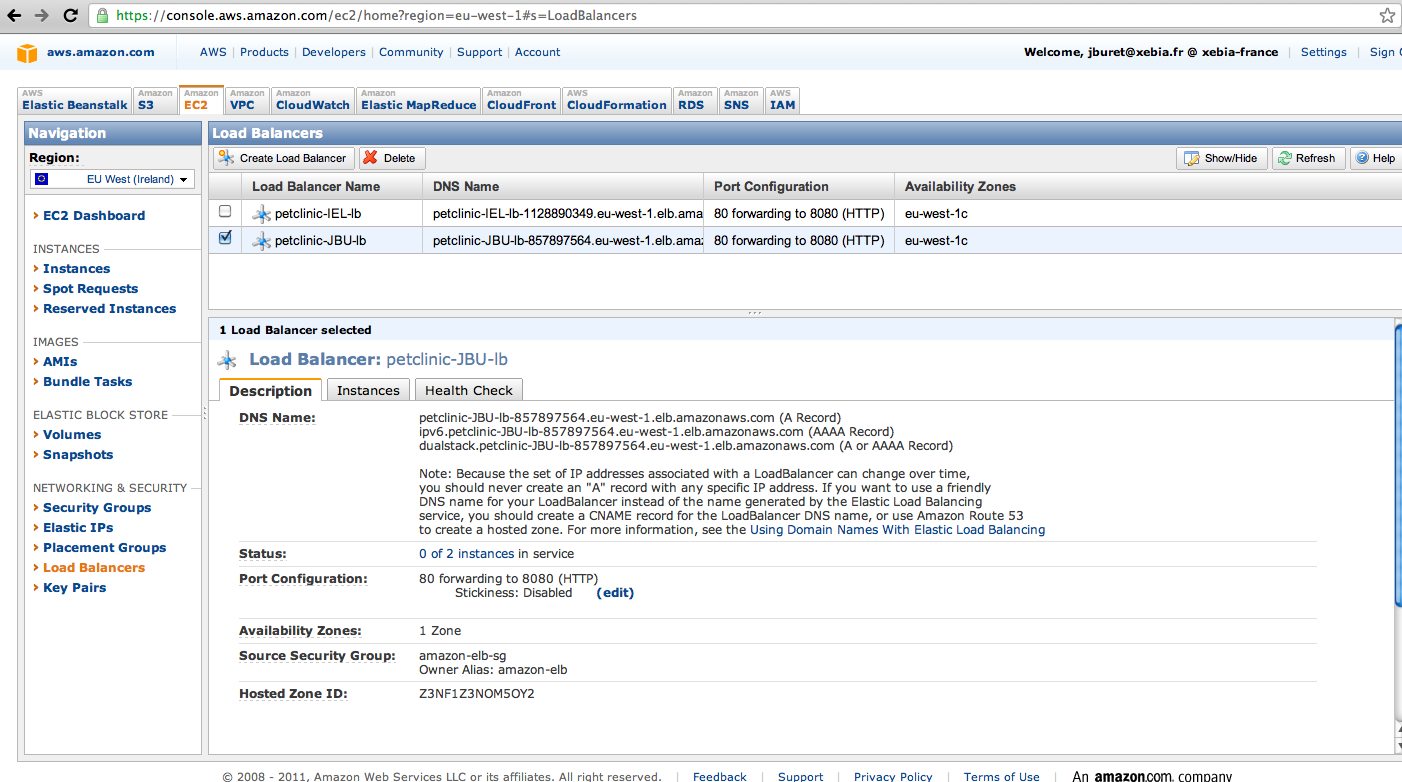 https://console.aws.amazon.com/ec2/home?region=eu-west-1#s=LoadBalancers
aws.amazon.com
AWS | Products | Developers | Community | Support | Account
Welcome, jburet@xebia.fr @ xebia-france | Settings | Sign
AWS Elastic Beanstalk
Amazon S3
Amazon EC2
Amazon VPC
Amazon CloudWatch
Amazon Elastic MapReduce
Amazon CloudFront
AWS CloudFormation
Amazon RDS
Amazon SNS
AWS IAM
Navigation
Region:
EU West (Ireland)
EC2 Dashboard
INSTANCES
Instances
Spot Requests
Reserved Instances
IMAGES
AMIs
Bundle Tasks
ELASTIC BLOCK STORE
Volumes
Snapshots
NETWORKING & SECURITY
Security Groups
Elastic IPs
Placement Groups
Load Balancers
Key Pairs
Load Balancers
Create Load Balancer Delete Show/Hide Refresh Help
Load Balancer Name DNS Name Port Configuration Availability Zones
petclinic-IEL-lb petclinic-IEL-lb-1128890349.eu-west-1.elb.ama 80 forwarding to 8080 (HTTP) eu-west-1c
petclinic-JBU-lb petclinic-JBU-lb-857897564.eu-west-1.elb.ama 80 forwarding to 8080 (HTTP) eu-west-1c
1 Load Balancer selected
Load Balancer: petclinic-JBU-lb
Description Instances Health Check
DNS Name: petclinic-JBU-lb-857897564.eu-west-1.elb.amazonaws.com (A Record)
ipv6.petclinic-JBU-lb-857897564.eu-west-1.elb.amazonaws.com (AAAA Record)
dualstack.petclinic-JBU-lb-857897564.eu-west-1.elb.amazonaws.com (A or AAAA Record)
Note: Because the set of IP addresses associated with a LoadBalancer can change over time,
you should never create an "A" record with any specific IP address. If you want to use a friendly
DNS name for your LoadBalancer instead of the name generated by the Elastic Load Balancing
service, you should create a CNAME record for the LoadBalancer DNS name, or use Amazon Route 53
to create a hosted zone. For more information, see the Using Domain Names With Elastic Load Balancing
Status: 0 of 2 instances in service
Port Configuration: 80 forwarding to 8080 (HTTP)
Stickiness: Disabled (edit)
Availability Zones: 1 Zone
Source Security Group: amazon-elb-sg
Owner Alias: amazon-elb
Hosted Zone ID: Z3NF1Z3NOM5OY2
© 2008 - 2011, Amazon Web Services LLC or its affiliates. All right reserved. | Feedback | Support | Privacy Policy | Terms of Use | An amazon.com company